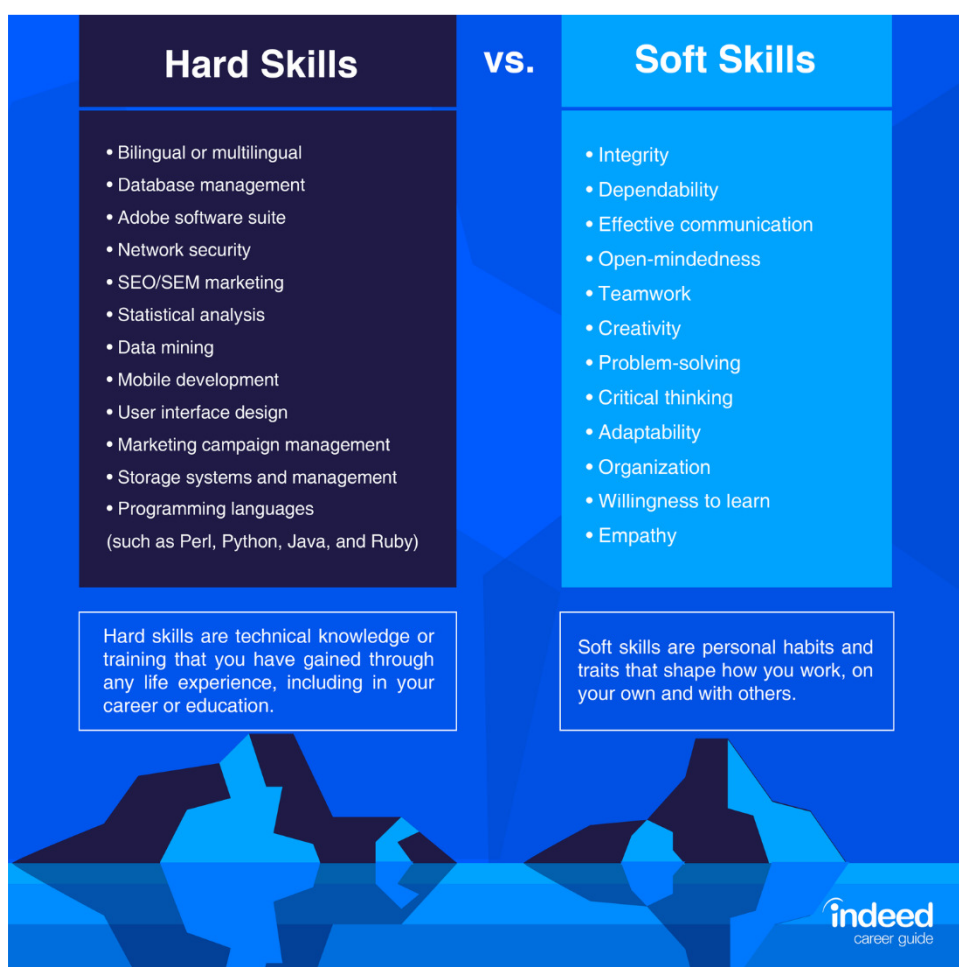 Hard Skills
vs.
Soft Skills
• Bilingual or multilingual
• Database management
• Adobe software suite
• Network security
• SEO/SEM marketing
• Statistical analysis
• Data mining
• Mobile development
• User interface design
• Marketing campaign management
• Storage systems and management
• Programming languages
(such as Perl, Python, Java, and Ruby)
• Integrity
• Dependability
• Effective communication
• Open-mindedness
• Teamwork
• Creativity
• Problem-solving
• Critical thinking
• Adaptability
• Organization
• Willingness to learn
• Empathy
Hard skills are technical knowledge or
training that you have gained through
any life experience, including in your
career or education.
Soft skills are personal habits and
traits that shape how you work, on
your own and with others.
indeed
career guide